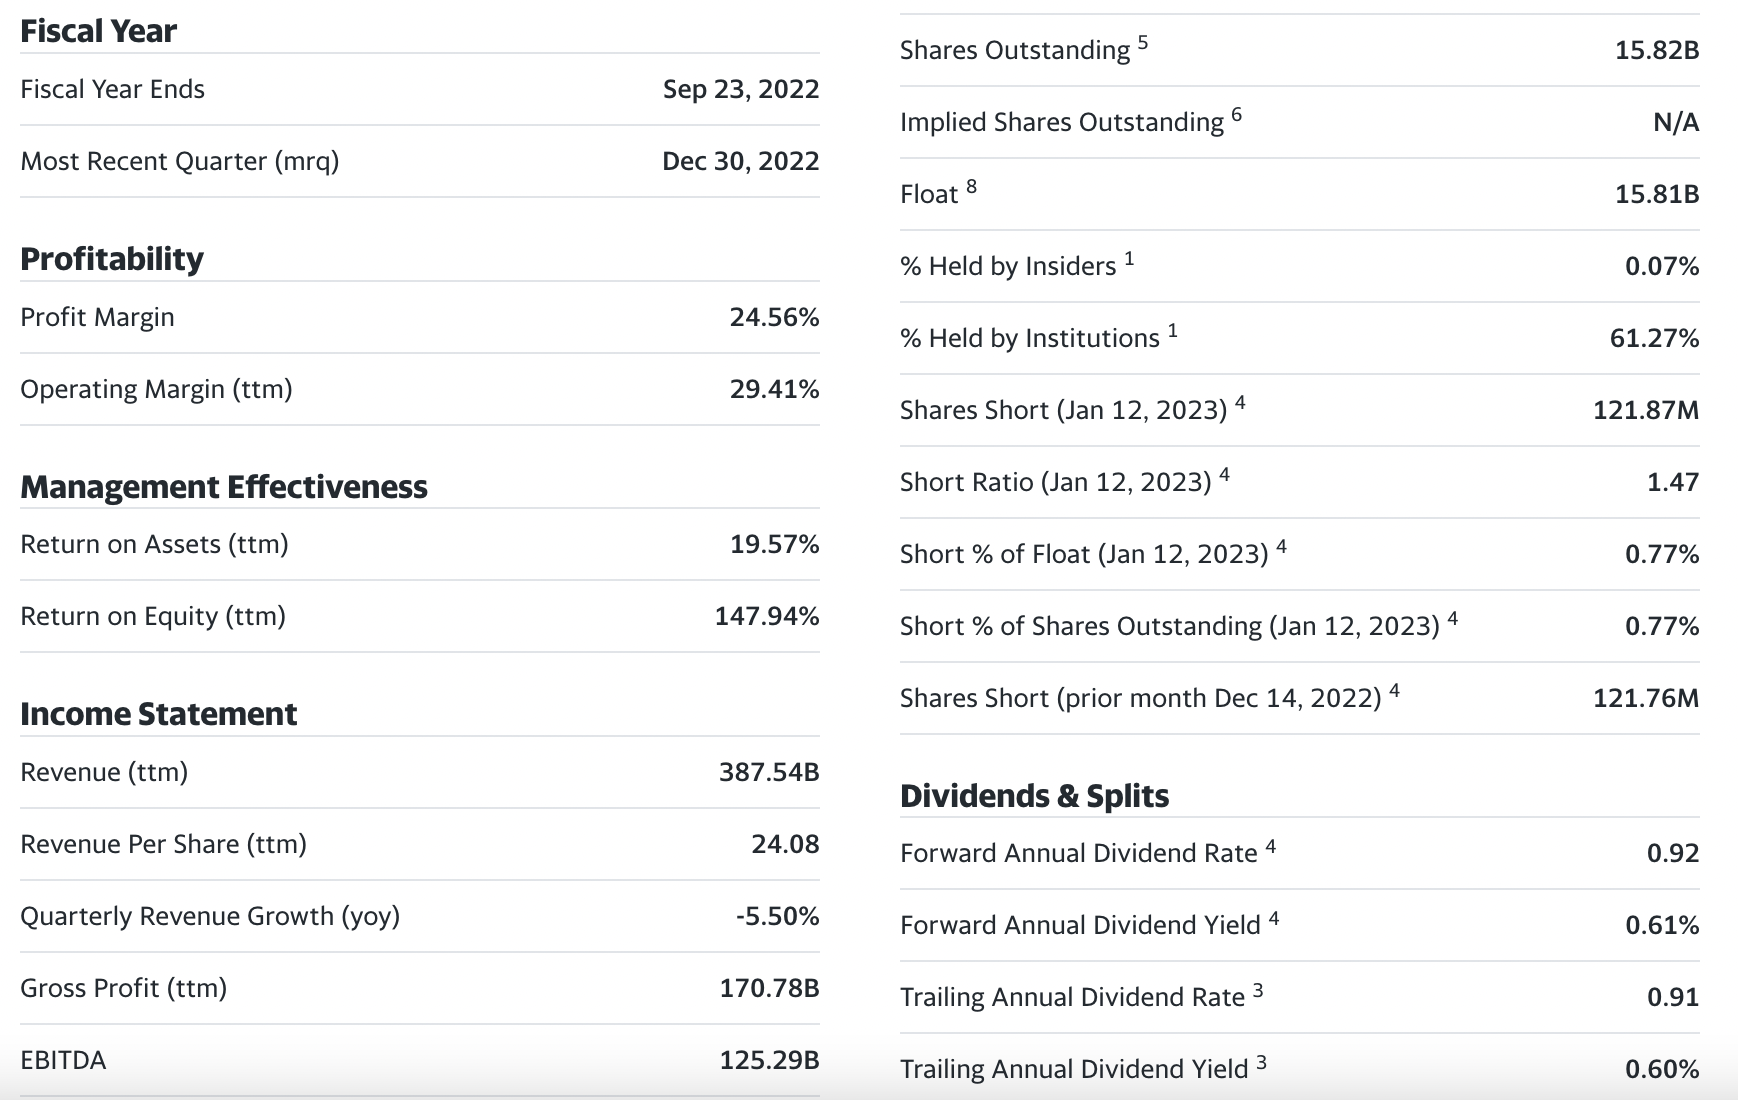 Fiscal Year
Fiscal Year Ends Sep 23, 2022
Most Recent Quarter (mrq) Dec 30, 2022
Profitability
Profit Margin 24.56%
Operating Margin (ttm) 29.41%
Management Effectiveness
Return on Assets (ttm) 19.57%
Return on Equity (ttm) 147.94%
Income Statement
Revenue (ttm) 387.54B
Revenue Per Share (ttm) 24.08
Quarterly Revenue Growth (yoy) -5.50%
Gross Profit (ttm) 170.78B
EBITDA 125.29B
Shares Outstanding 5 15.82B
Implied Shares Outstanding 6 N/A
Float 8 15.81B
% Held by Insiders 1 0.07%
% Held by Institutions 1 61.27%
Shares Short (Jan 12, 2023) 4 121.87M
Short Ratio (Jan 12, 2023) 4 1.47
Short % of Float (Jan 12, 2023) 4 0.77%
Short % of Shares Outstanding (Jan 12, 2023) 4 0.77%
Shares Short (prior month Dec 14, 2022) 4 121.76M
Dividends & Splits
Forward Annual Dividend Rate 4 0.92
Forward Annual Dividend Yield 4 0.61%
Trailing Annual Dividend Rate 3 0.91
Trailing Annual Dividend Yield 3 0.60%